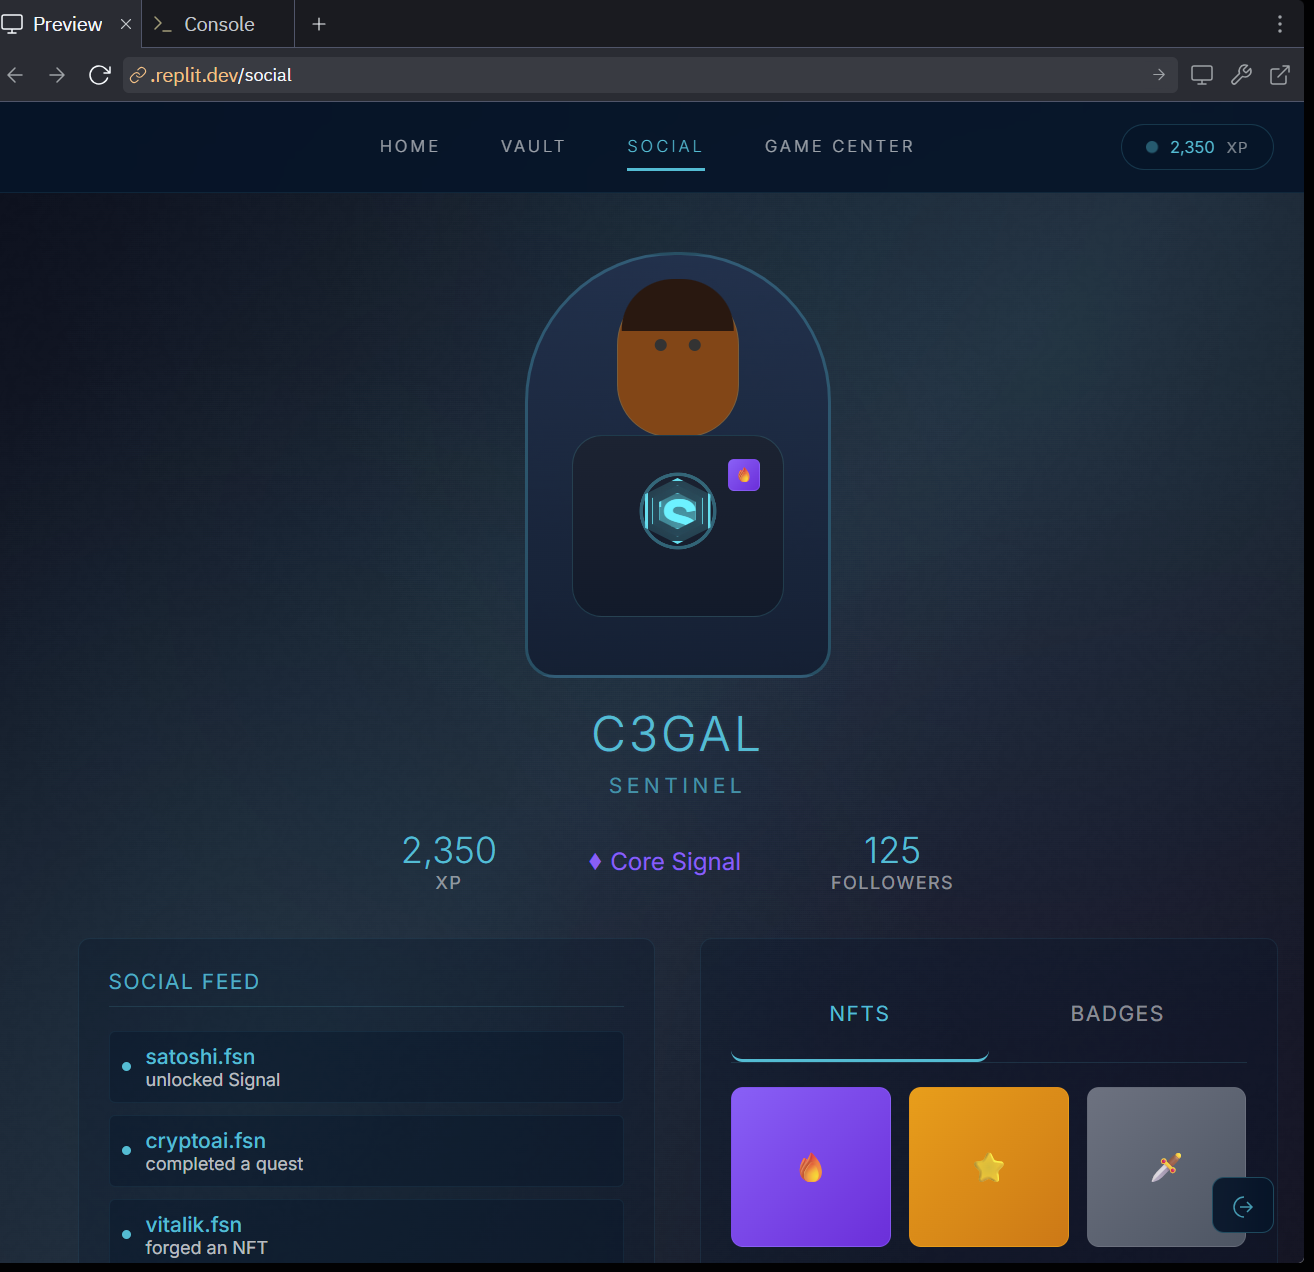 Preview
Console
.replit.dev/social
HOME
VAULT
SOCIAL
GAME CENTER
2,350 XP
S
C3GAL
SENTINEL
2,350
XP
Core Signal
125
FOLLOWERS
SOCIAL FEED
satoshi.fsn
unlocked Signal
cryptoai.fsn
completed a quest
vitalik.fsn
forged an NFT
NFTS
BADGES